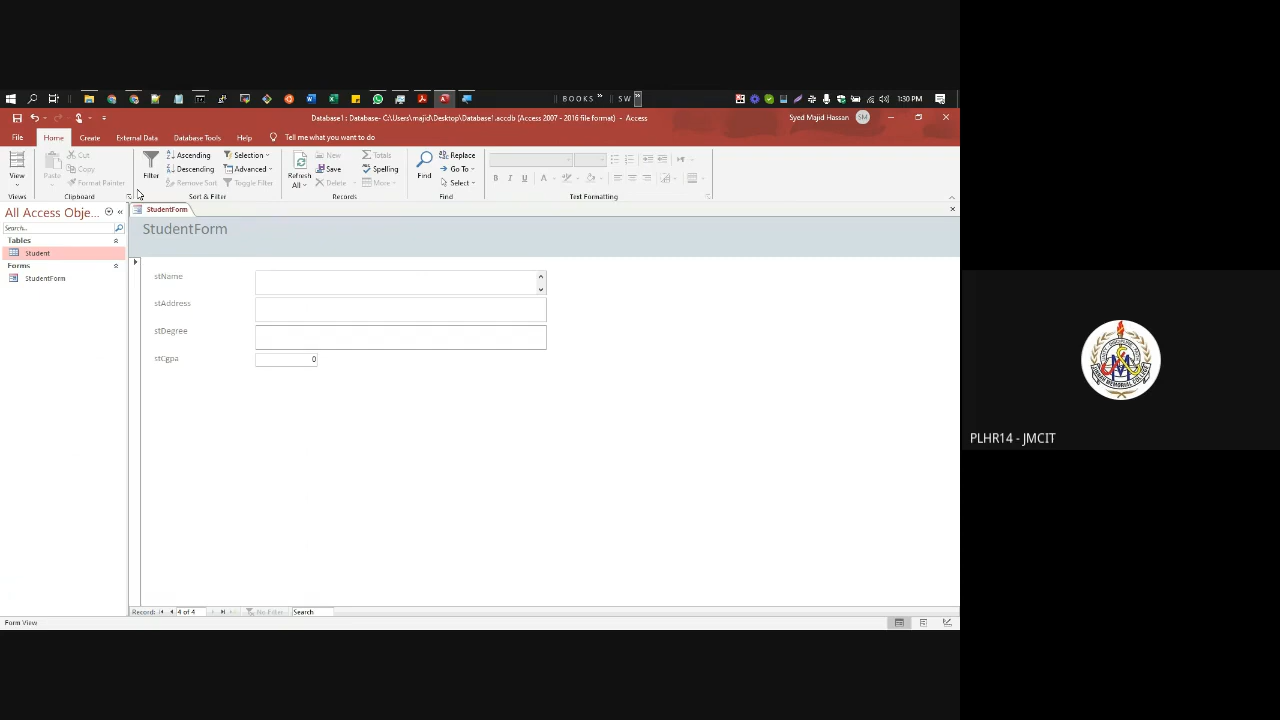 BOOKS »
SW »
1:30 PM
Database1 : Database- C:\Users\majid\Desktop\Database1.accdb (Access 2007 - 2016 file format) - Access
Syed Majid Hassan
SM
File
Home
Create
External Data
Database Tools
Help
Tell me what you want to do
View
Paste
Cut
Copy
Format Painter
Filter
Ascending
Descending
Remove Sort
Selection
Advanced
Toggle Filter
Refresh
All
New
Save
Delete
Totals
Spelling
More
Find
Replace
Go To
Select
B I U
A
Views
Clipboard
Sort & Filter
Records
Find
Text Formatting
All Access Obje...
Search...
Tables
Student
Forms
StudentForm
StudentForm
StudentForm
stName
stAddress
stDegree
stCgpa
0
PLHR14 - JMCIT
Record:
4 of 4
No Filter
Search
Form View